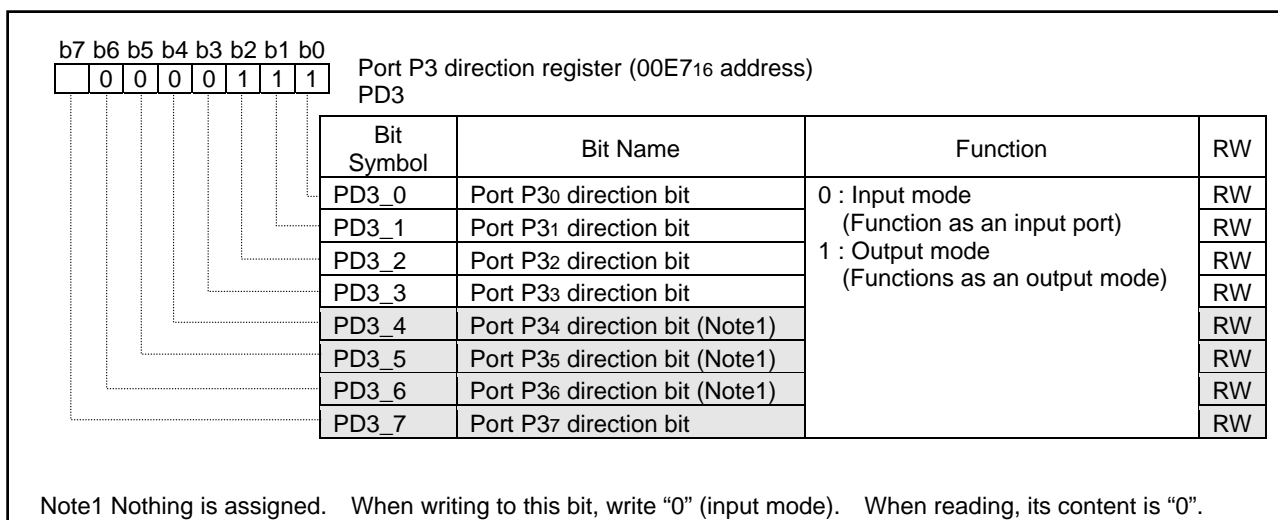 b7 b6 b5 b4 b3 b2 b1 b0
0 0 0 0 1 1 1
Port P3 direction register (00E716 address)
PD3
Bit Symbol Bit Name Function RW
PD3_0 Port P30 direction bit 0 : Input mode RW
PD3_1 Port P31 direction bit (Function as an input port) RW
PD3_2 Port P32 direction bit 1 : Output mode RW
PD3_3 Port P33 direction bit (Functions as an output mode) RW
PD3_4 Port P34 direction bit (Note1) RW
PD3_5 Port P35 direction bit (Note1) RW
PD3_6 Port P36 direction bit (Note1) RW
PD3_7 Port P37 direction bit RW
Note1 Nothing is assigned. When writing to this bit, write “0” (input mode). When reading, its content is “0”.